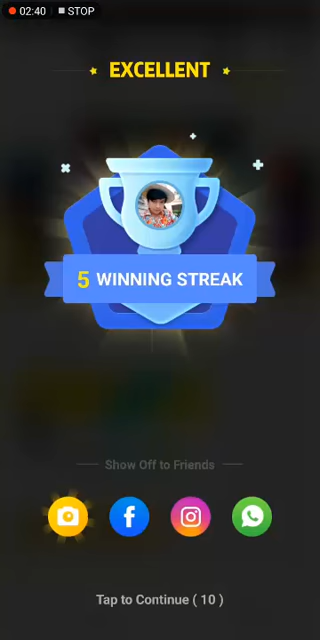 02:40 STOP
EXCELLENT
5 WINNING STREAK
Show Off to Friends
Tap to Continue ( 10 )